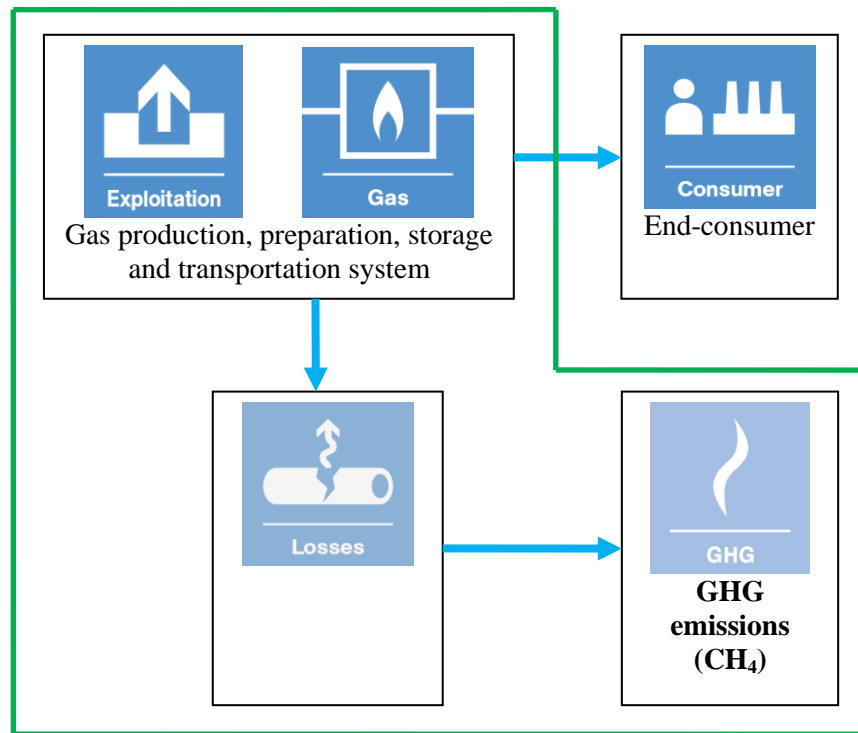 Exploitation
Gas
Gas production, preparation, storage
and transportation system
Consumer
End-consumer
Losses
GHG
GHG
emissions
(CH₄)